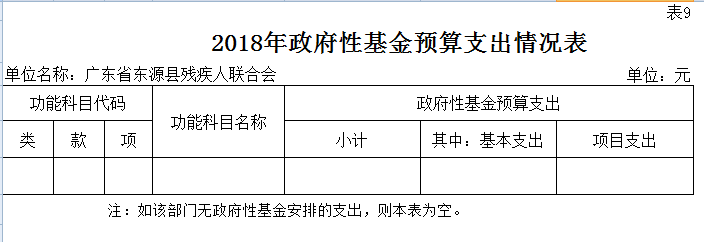 表9
2018年政府性基金预算支出情况表
单位名称：广东省东源县残疾人联合会 单位：元
功能科目代码 功能科目名称 政府性基金预算支出
类 款 项 小计 其中：基本支出 项目支出
注：如该部门无政府性基金安排的支出，则本表为空。